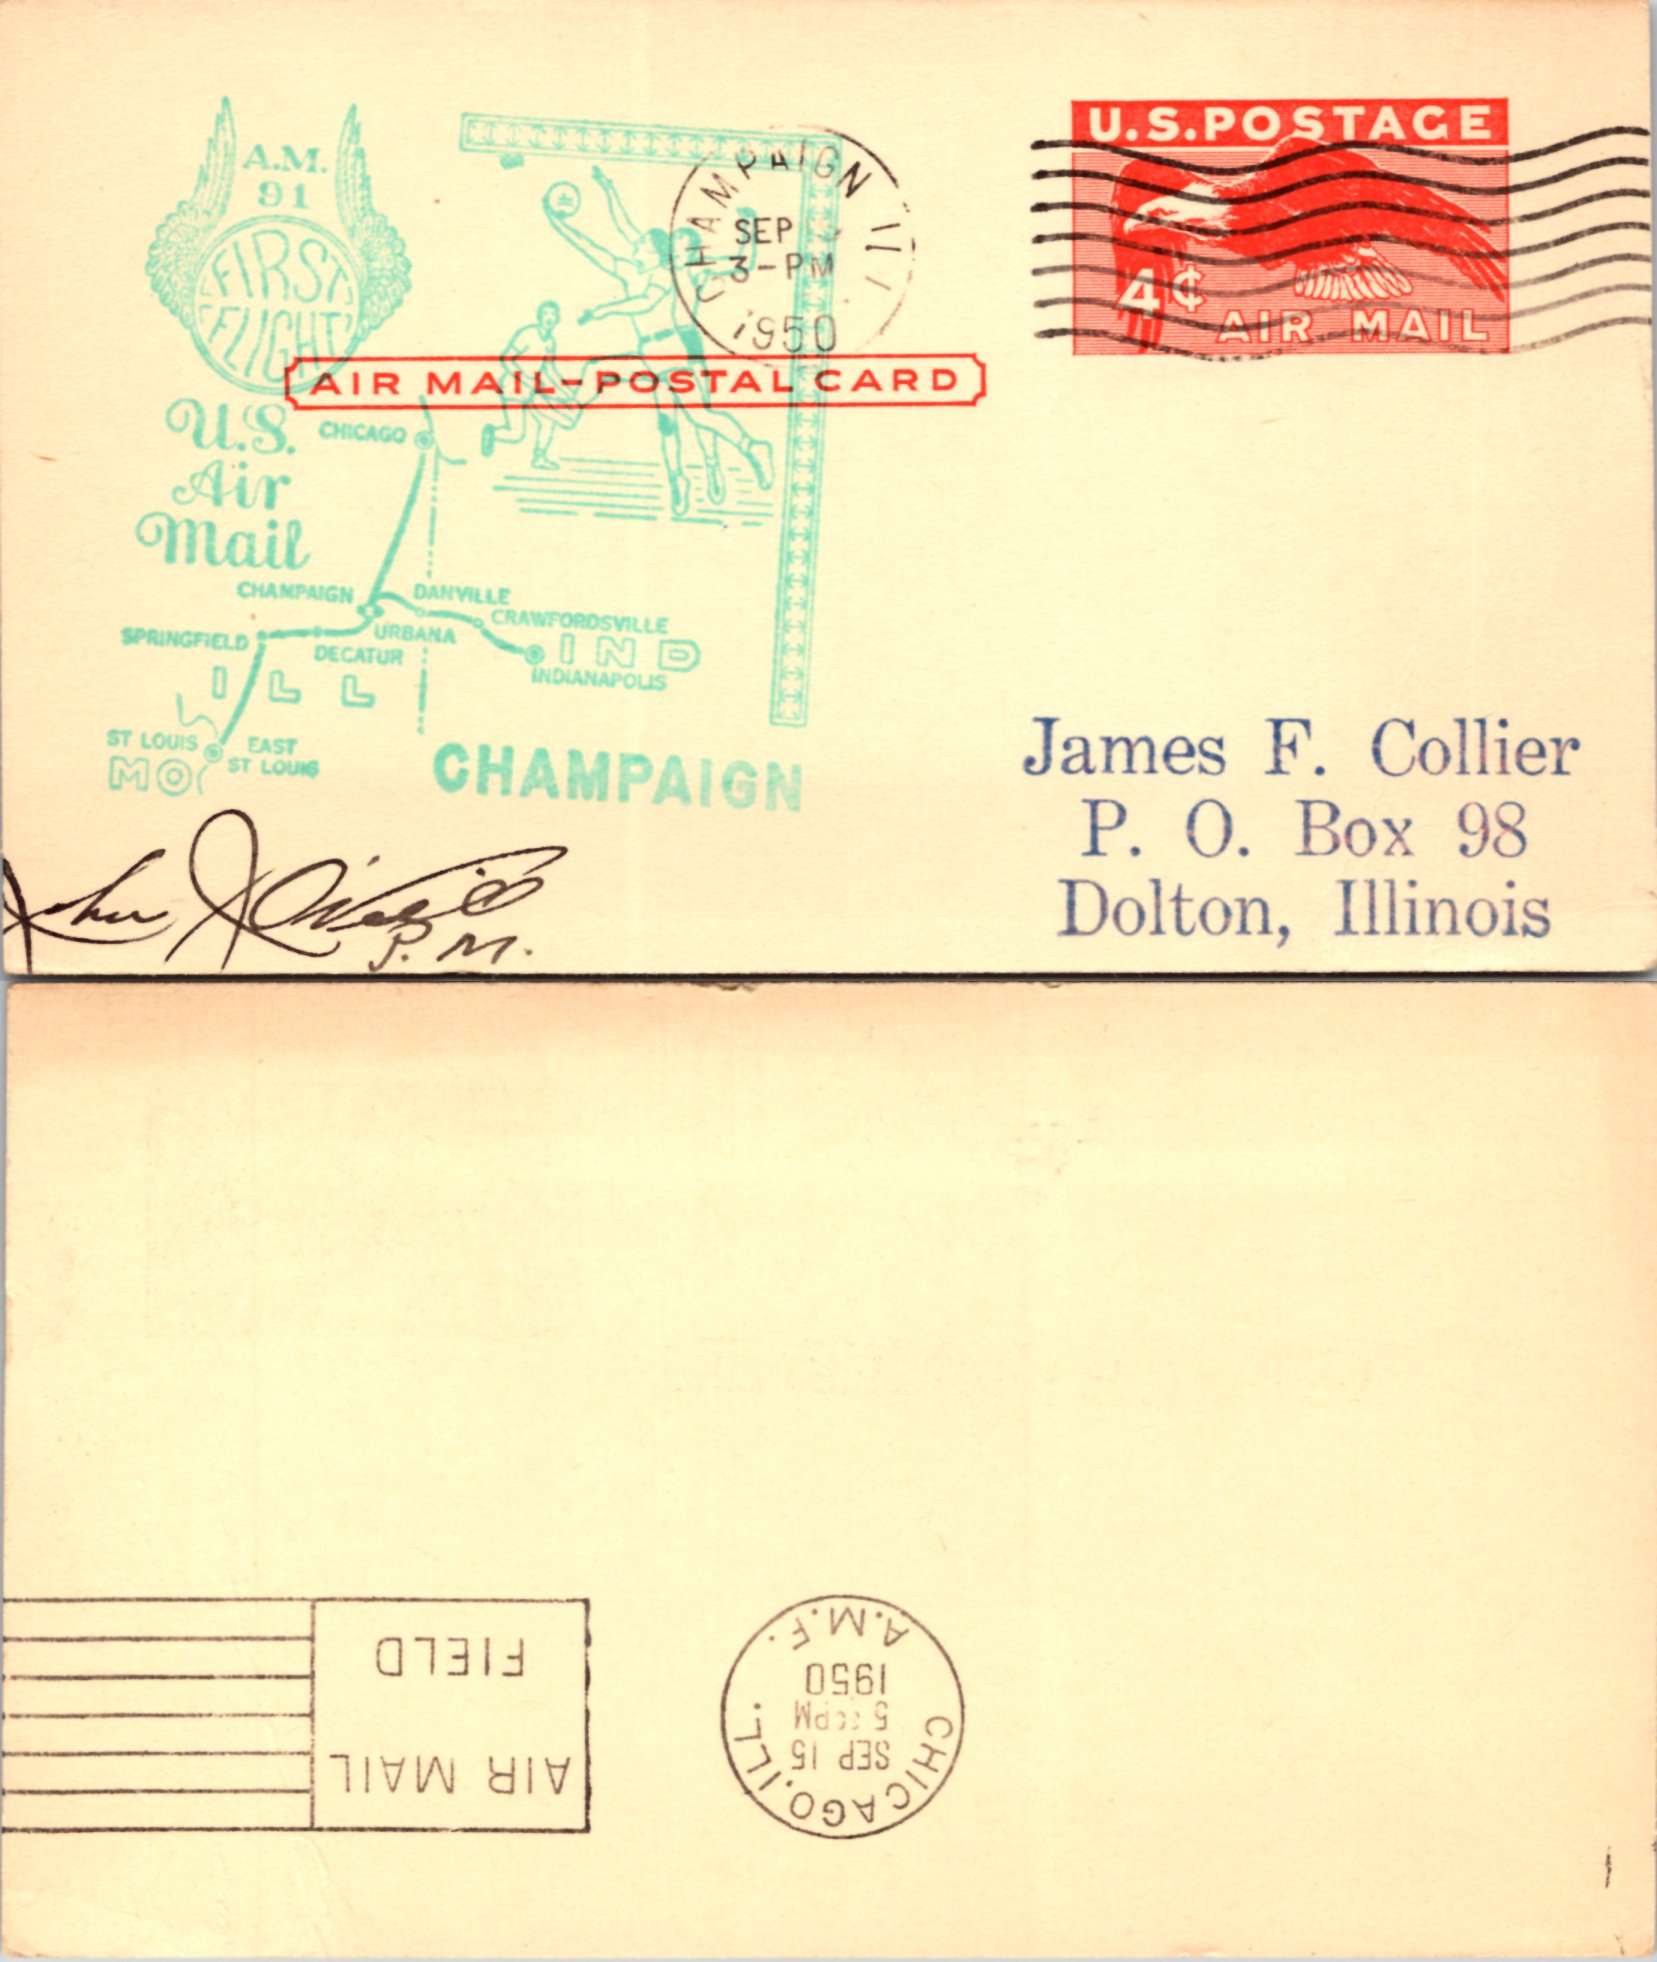 A.M.
91
FIRST
FLIGHT
U.S.
Air
Mail
CHAMPAIGN ILL
SEP
3-PM
1950
U.S.POSTAGE
4¢
AIR MAIL
AIR MAIL-POSTAL CARD
CHICAGO
CHAMPAIGN
DANVILLE
CRAWFORDSVILLE
SPRINGFIELD
URBANA
DECATUR
IND
INDIANAPOLIS
ILL
ST LOUIS
EAST
ST LOUIS
MO
CHAMPAIGN
James F. Collier
P. O. Box 98
Dolton, Illinois
John J O'Neill
P. M.
AIR MAIL
FIELD
CHICAGO, ILL.
SEP 15
PM
1950
A.M.F.